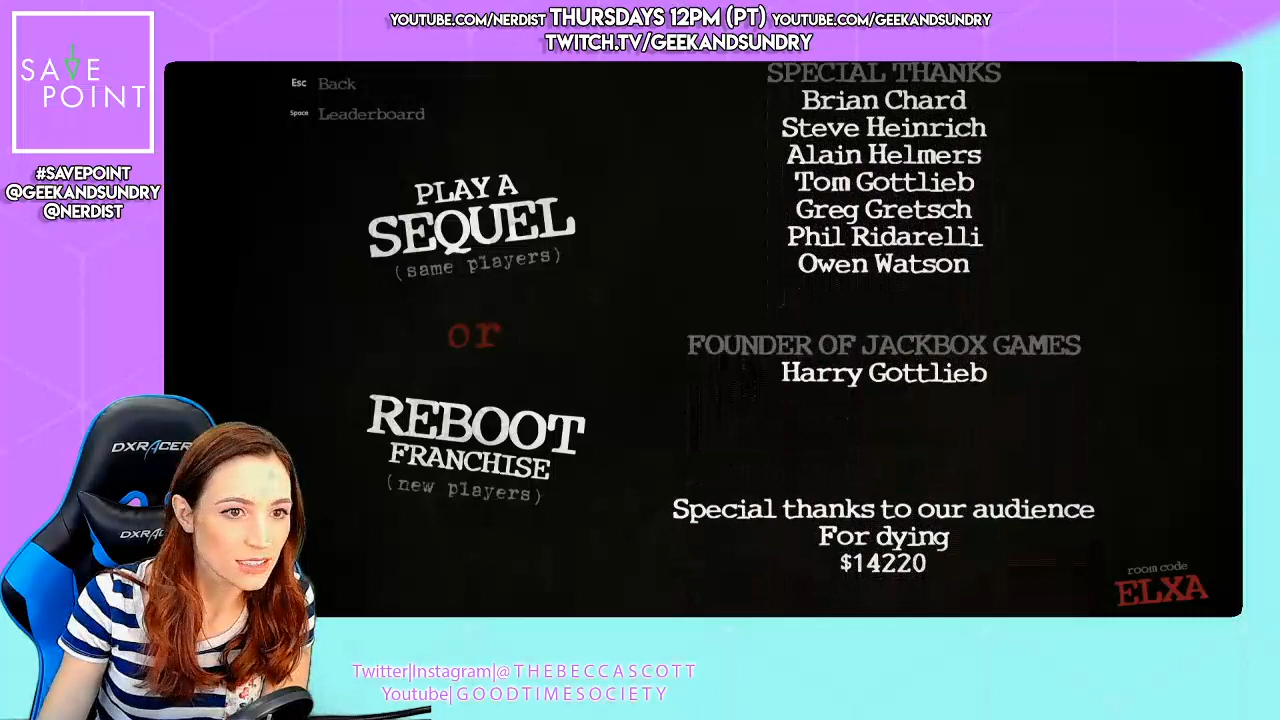 YOUTUBE.COM/NERDIST THURSDAYS 12PM (PT) YOUTUBE.COM/GEEKANDSUNDRY
TWITCH.TV/GEEKANDSUNDRY
SAVE
POINT
#SAVEPOINT
@GEEKANDSUNDRY
@NERDIST
Esc Back
Space Leaderboard
PLAY A
SEQUEL
(same players)
or
REBOOT
FRANCHISE
(new players)
SPECIAL THANKS
Brian Chard
Steve Heinrich
Alain Helmers
Tom Gottlieb
Greg Gretsch
Phil Ridarelli
Owen Watson
FOUNDER OF JACKBOX GAMES
Harry Gottlieb
Special thanks to our audience
For dying
$14220
room code
ELXA
DXRACER
DXRAC
Twitter|Instagram|@THEBECCASCOTT
Youtube|GOODTIMESOCIETY